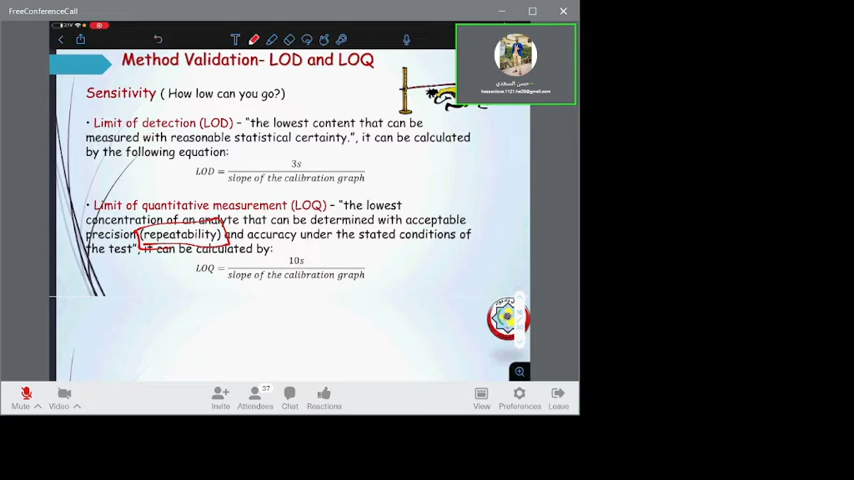 FreeConferenceCall
Method Validation- LOD and LOQ
Sensitivity ( How low can you go?)
حسن السعدي
• Limit of detection (LOD) – “the lowest content that can be
measured with reasonable statistical certainty.”, it can be calculated
by the following equation:
LOD = 3s
slope of the calibration graph
• Limit of quantitative measurement (LOQ) – “the lowest
concentration of an analyte that can be determined with acceptable
precision (repeatability) and accuracy under the stated conditions of
the test”, it can be calculated by:
LOQ = 10s
slope of the calibration graph
Mute Video Invite Attendees 37 Chat Reactions View Preferences Leave